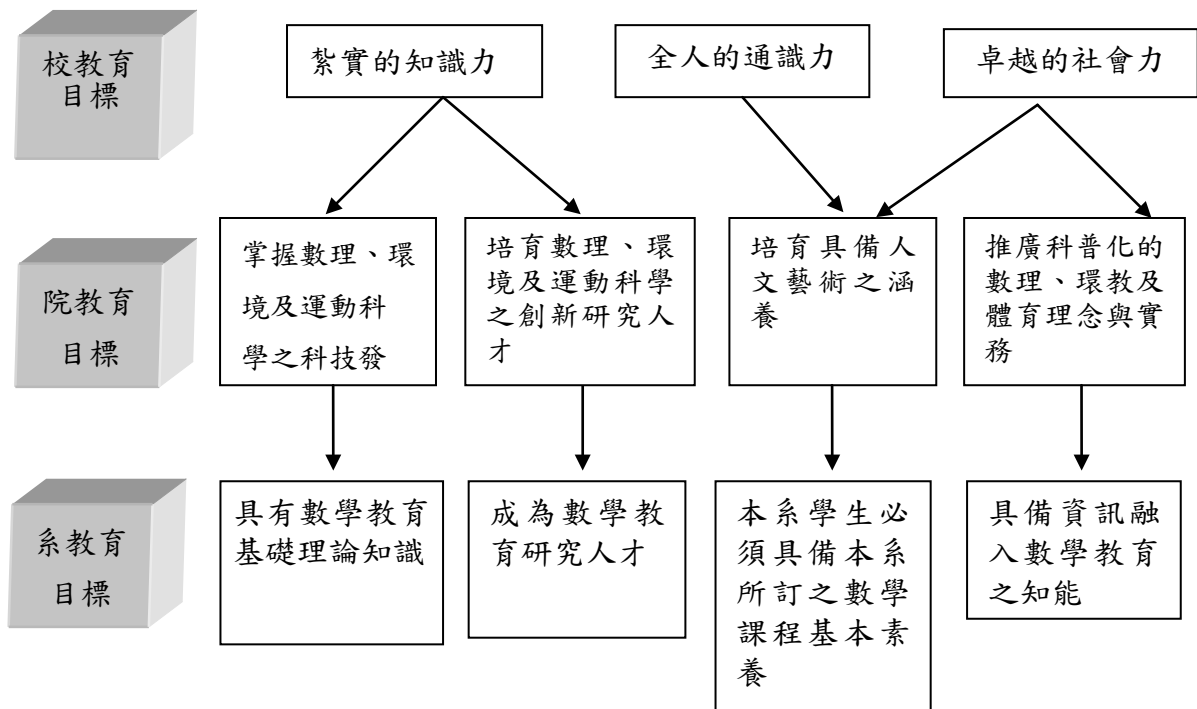 校教育
目標
紮實的知識力
全人的通識力
卓越的社會力
院教育
目標
掌握數理、環
境及運動科
學之科技發
培育數理、環
境及運動科學
之創新研究人
才
培育具備人
文藝術之涵
養
推廣科普化的
數理、環教及
體育理念與實
務
系教育
目標
具有數學教育
基礎理論知識
成為數學教
育研究人才
本系學生必
須具備本系
所訂之數學
課程基本素
養
具備資訊融
入數學教育
之知能